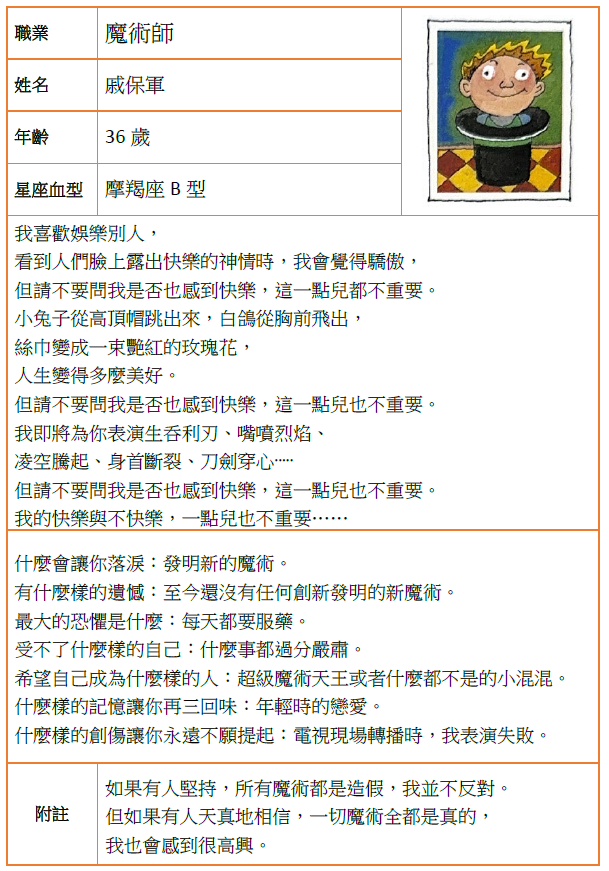 職業 魔術師
姓名 戚保軍
年齡 36 歲
星座血型 摩羯座 B 型
我喜歡娛樂別人，
看到人們臉上露出快樂的神情時，我會覺得驕傲，
但請不要問我是否也感到快樂，這一點兒都不重要。
小兔子從高頂帽跳出來，白鴿從胸前飛出，
絲巾變成一束艷紅的玫瑰花，
人生變得多麼美好。
但請不要問我是否也感到快樂，這一點兒也不重要。
我即將為你表演生吞利刃、嘴噴烈焰、
凌空騰起、身首斷裂、刀劍穿心·····
但請不要問我是否也感到快樂，這一點兒也不重要。
我的快樂與不快樂，一點兒也不重要……
什麼會讓你落淚：發明新的魔術。
有什麼樣的遺憾：至今還沒有任何創新發明的新魔術。
最大的恐懼是什麼：每天都要服藥。
受不了什麼樣的自己：什麼事都過分嚴肅。
希望自己成為什麼樣的人：超級魔術天王或者什麼都不是的小混混。
什麼樣的記憶讓你再三回味：年輕時的戀愛。
什麼樣的創傷讓你永遠不願提起：電視現場轉播時，我表演失敗。
附註
如果有人堅持，所有魔術都是造假，我並不反對。
但如果有人天真地相信，一切魔術全都是真的，
我也會感到很高興。